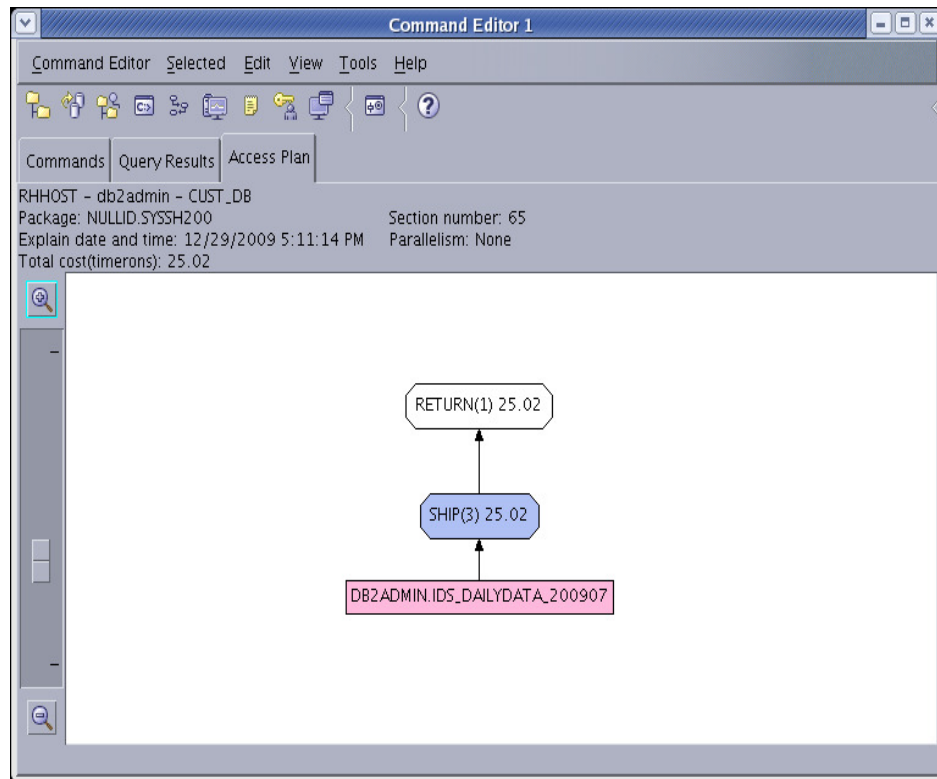 Command Editor 1
Command Editor Selected Edit View Tools Help
Commands Query Results Access Plan
RHHOST - db2admin - CUST_DB
Package: NULLID.SYSSH200 Section number: 65
Explain date and time: 12/29/2009 5:11:14 PM Parallelism: None
Total cost(timerons): 25.02
RETURN(1) 25.02
SHIP(3) 25.02
DB2ADMIN.IDS_DAILYDATA_200907